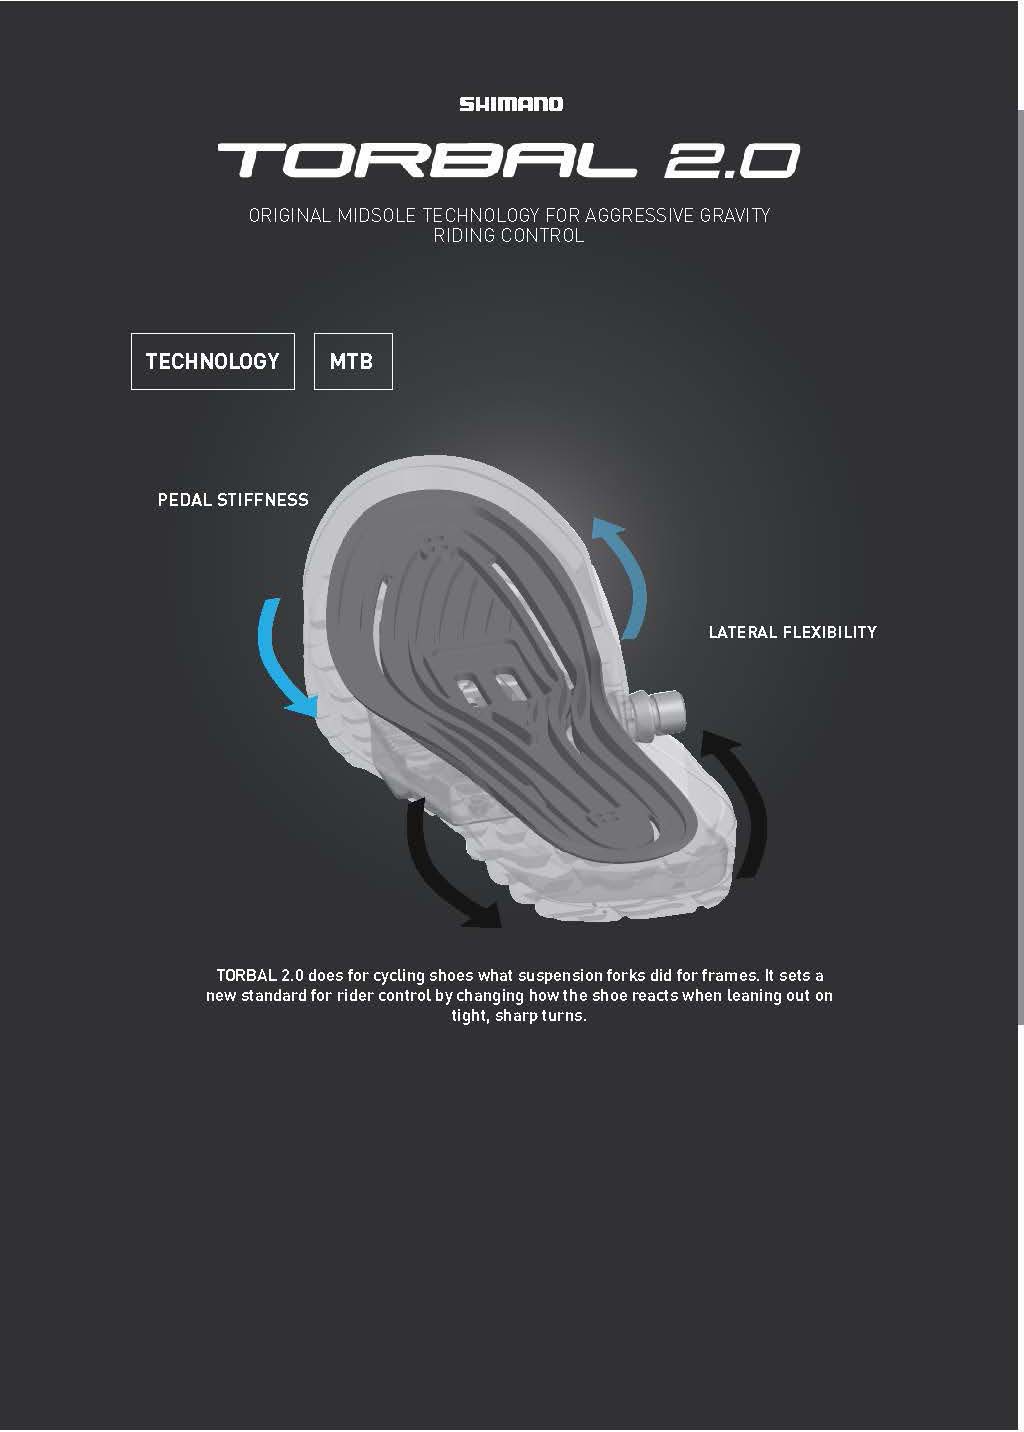 SHIMANO
TORBAL 2.0
ORIGINAL MIDSOLE TECHNOLOGY FOR AGGRESSIVE GRAVITY
RIDING CONTROL
TECHNOLOGY
MTB
PEDAL STIFFNESS
LATERAL FLEXIBILITY
TORBAL 2.0 does for cycling shoes what suspension forks did for frames. It sets a
new standard for rider control by changing how the shoe reacts when leaning out on
tight, sharp turns.